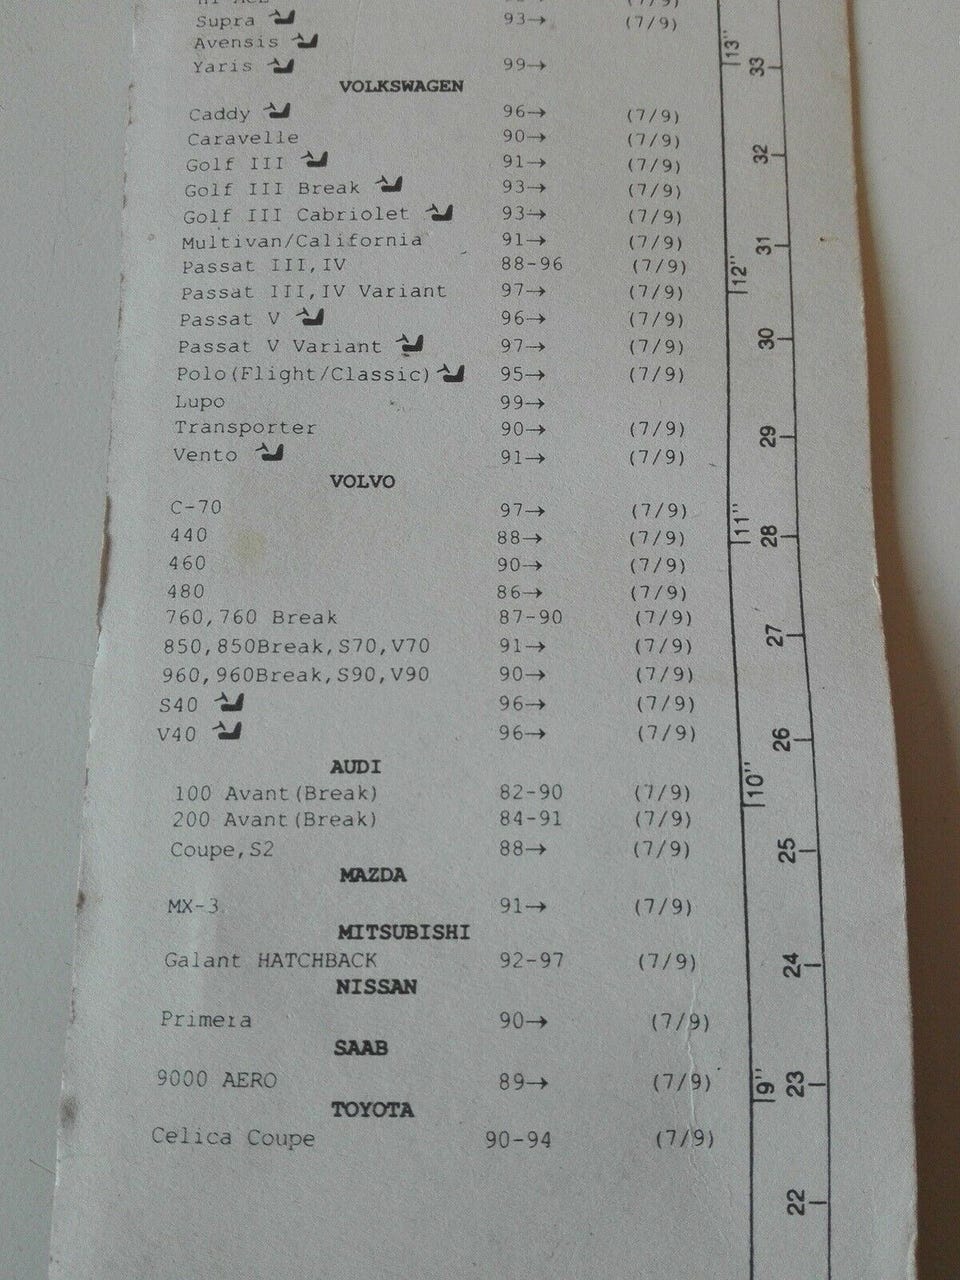 HI ACE (7/9)
Supra 93→ (7/9)
Avensis
Yaris 99→
VOLKSWAGEN
Caddy 96→ (7/9)
Caravelle 90→ (7/9)
Golf III 91→ (7/9)
Golf III Break 93→ (7/9)
Golf III Cabriolet 93→ (7/9)
Multivan/California 91→ (7/9)
Passat III,IV 88-96 (7/9)
Passat III,IV Variant 97→ (7/9)
Passat V 96→ (7/9)
Passat V Variant 97→ (7/9)
Polo(Flight/Classic) 95→ (7/9)
Lupo 99→
Transporter 90→ (7/9)
Vento 91→ (7/9)
VOLVO
C-70 97→ (7/9)
440 88→ (7/9)
460 90→ (7/9)
480 86→ (7/9)
760,760 Break 87-90 (7/9)
850,850Break,S70,V70 91→ (7/9)
960,960Break,S90,V90 90→ (7/9)
S40 96→ (7/9)
V40 96→ (7/9)
AUDI
100 Avant(Break) 82-90 (7/9)
200 Avant(Break) 84-91 (7/9)
Coupe,S2 88→ (7/9)
MAZDA
MX-3 91→ (7/9)
MITSUBISHI
Galant HATCHBACK 92-97 (7/9)
NISSAN
Primera 90→ (7/9)
SAAB
9000 AERO 89→ (7/9)
TOYOTA
Celica Coupe 90-94 (7/9)
13"
33
32
31
12"
30
29
11"
28
27
26
10"
25
24
9"
23
22